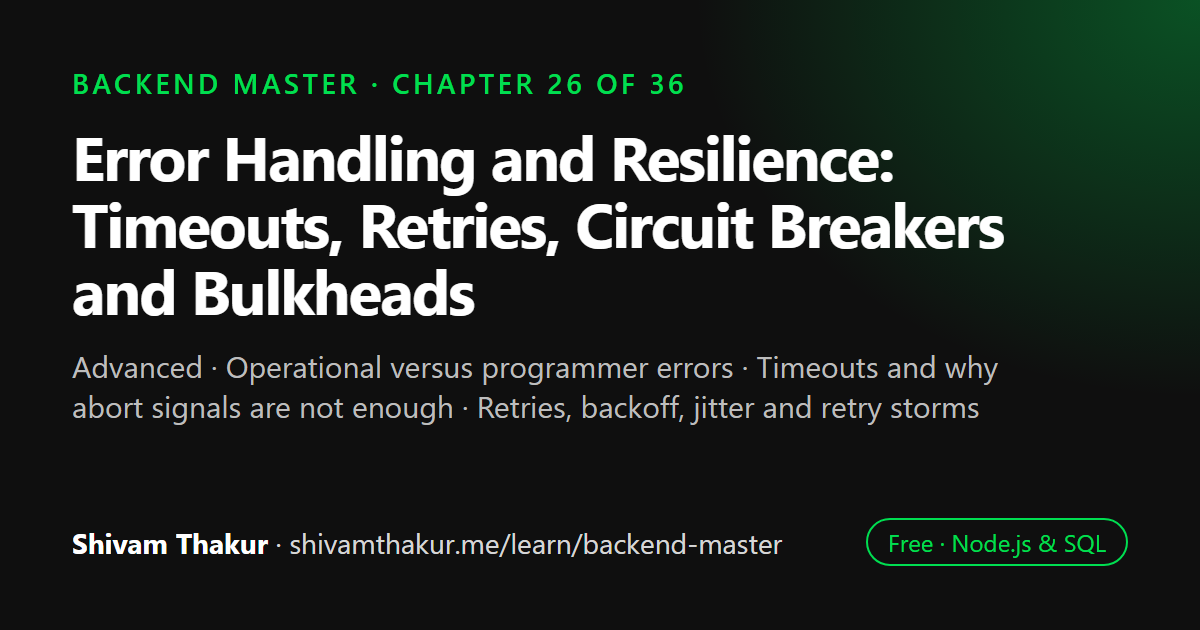 BACKEND MASTER · CHAPTER 26 OF 36
Error Handling and Resilience:
Timeouts, Retries, Circuit Breakers
and Bulkheads
Advanced · Operational versus programmer errors · Timeouts and why
abort signals are not enough · Retries, backoff, jitter and retry storms
Shivam Thakur · shivamthakur.me/learn/backend-master
Free · Node.js & SQL